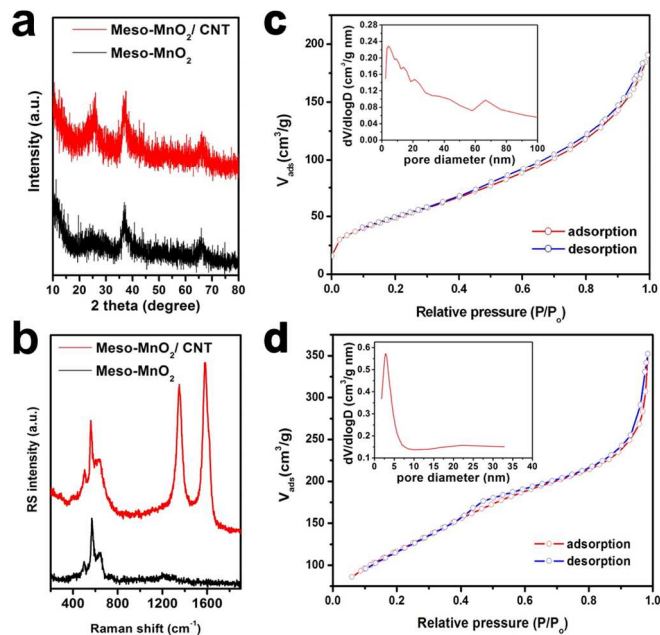 a
Meso-MnO2/ CNT
Meso-MnO2
Intensity (a.u.)
10 20 30 40 50 60 70 80
2 theta (degree)
b
Meso-MnO2/ CNT
Meso-MnO2
RS intensity (a.u.)
400 800 1200 1600
Raman shift (cm-1)
c
Vads(cm3/g)
200
150
100
50
0
dV/dlogD (cm3/g nm)
0.28
0.24
0.20
0.16
0.12
0.08
0.04
0.00
0 20 40 60 80 100
pore diameter (nm)
adsorption
desorption
0.0 0.2 0.4 0.6 0.8 1.0
Relative pressure (P/Po)
d
Vads(cm3/g)
350
300
250
200
150
100
dV/dlogD (cm3/g nm)
0.6
0.5
0.4
0.3
0.2
0.1
0 5 10 15 20 25 30 35 40
pore diameter (nm)
adsorption
desorption
0.0 0.2 0.4 0.6 0.8 1.0
Relative pressure (P/Po)